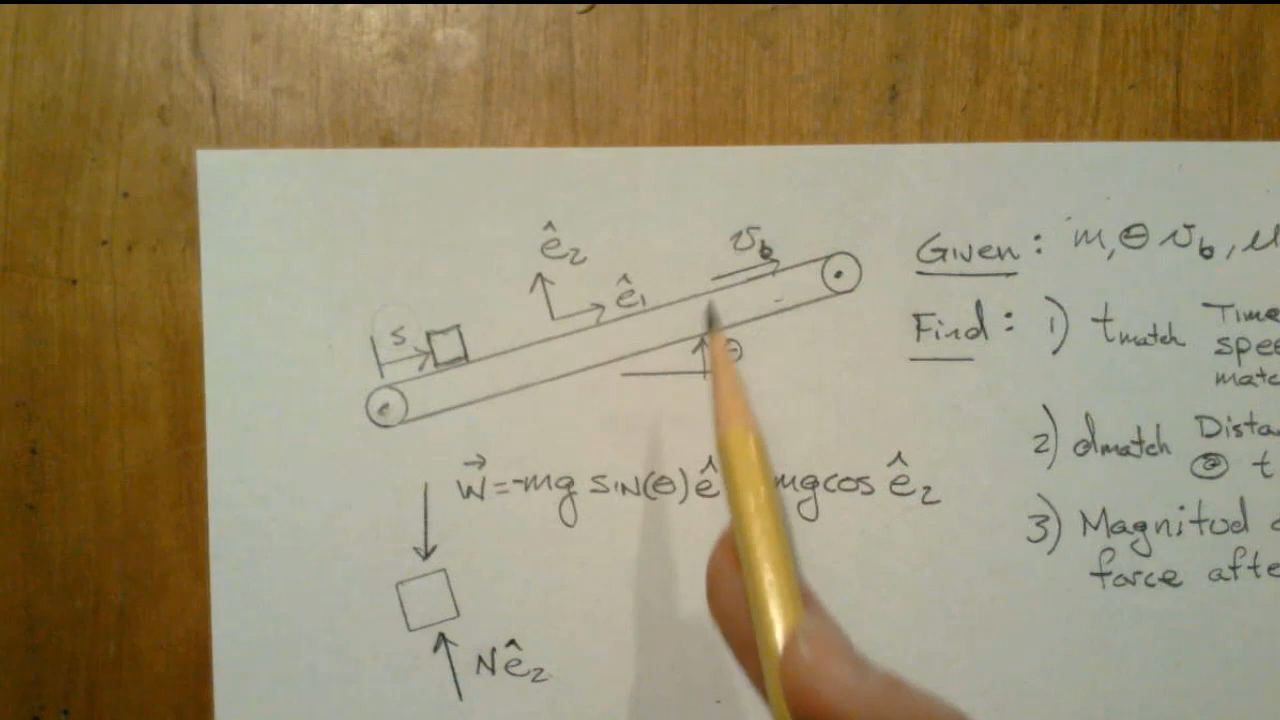 ê₂
v_b
ê₁
s
θ
Given: m, θ v_b, μ
Find: 1) t_match Time
spee
matc
2) d_match Dista
@ t
3) Magnitud
force afte
W⃗ = -mg SIN(θ) ê mgcos ê₂
N ê₂